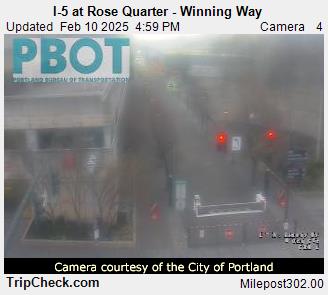 I-5 at Rose Quarter - Winning Way
Updated Feb 10 2025 4:59 PM Camera 4
PBOT
PORTLAND BUREAU OF TRANSPORTATION
Camera courtesy of the City of Portland
TripCheck.com Milepost302.00